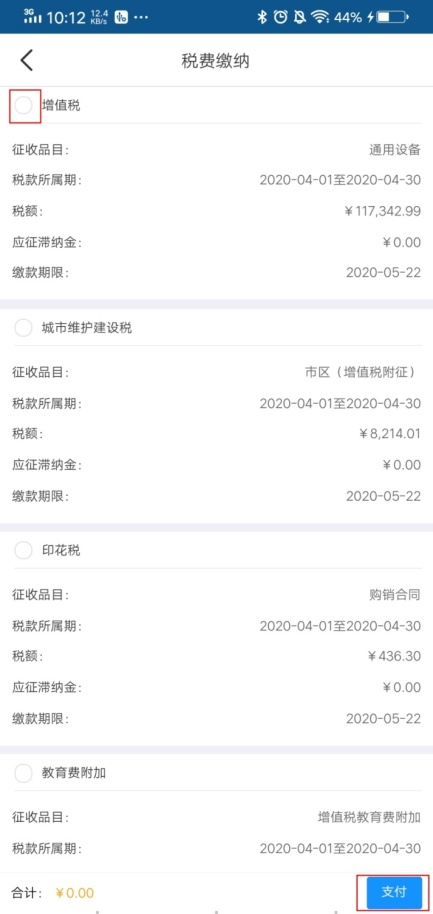 3G 10:12 12.4 KB/s ... 44%
税费缴纳
增值税
征收品目: 通用设备
税款所属期: 2020-04-01至2020-04-30
税额: ¥117,342.99
应征滞纳金: ¥0.00
缴款期限: 2020-05-22
城市维护建设税
征收品目: 市区（增值税附征）
税款所属期: 2020-04-01至2020-04-30
税额: ¥8,214.01
应征滞纳金: ¥0.00
缴款期限: 2020-05-22
印花税
征收品目: 购销合同
税款所属期: 2020-04-01至2020-04-30
税额: ¥436.30
应征滞纳金: ¥0.00
缴款期限: 2020-05-22
教育费附加
征收品目: 增值税教育费附加
税款所属期: 2020-04-01至2020-04-30
合计: ¥0.00 支付